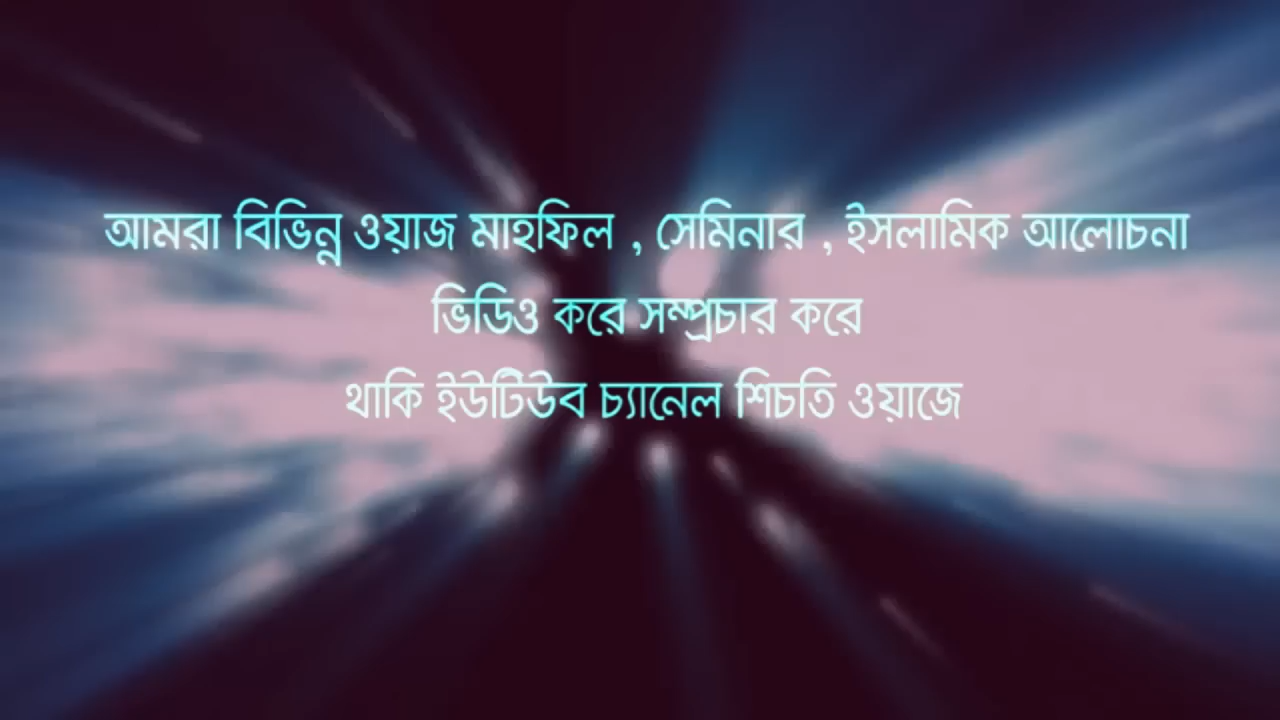 আমরা বিভিন্ন ওয়াজ মাহফিল , সেমিনার , ইসলামিক আলোচনা
ভিডিও করে সম্প্রচার করে
থাকি ইউটিউব চ্যানেল শিচতি ওয়াজে